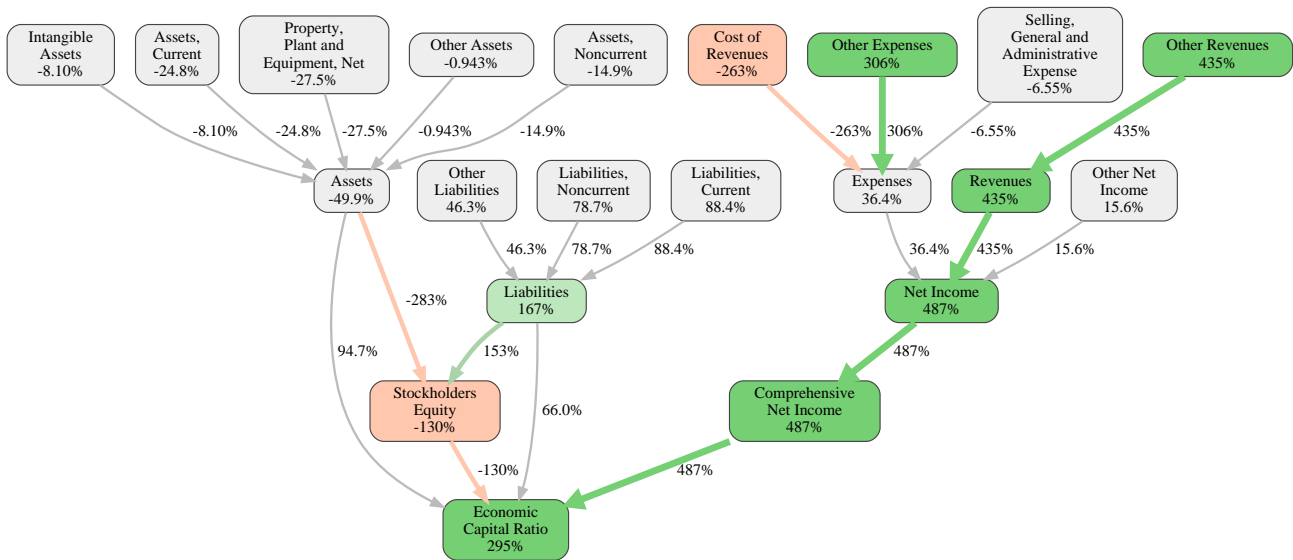 Intangible
Assets
-8.10%
Assets,
Current
-24.8%
Property,
Plant and
Equipment, Net
-27.5%
Other Assets
-0.943%
Assets,
Noncurrent
-14.9%
Cost of
Revenues
-263%
Other Expenses
306%
Selling,
General and
Administrative
Expense
-6.55%
Other Revenues
435%
-8.10%
-24.8%
-27.5%
-0.943%
-14.9%
-263%
306%
-6.55%
435%
Assets
-49.9%
Other
Liabilities
46.3%
Liabilities,
Noncurrent
78.7%
Liabilities,
Current
88.4%
Expenses
36.4%
Revenues
435%
Other Net
Income
15.6%
46.3%
78.7%
88.4%
36.4%
435%
15.6%
-283%
Liabilities
167%
Net Income
487%
94.7%
153%
487%
Stockholders
Equity
-130%
66.0%
Comprehensive
Net Income
487%
-130%
487%
Economic
Capital Ratio
295%